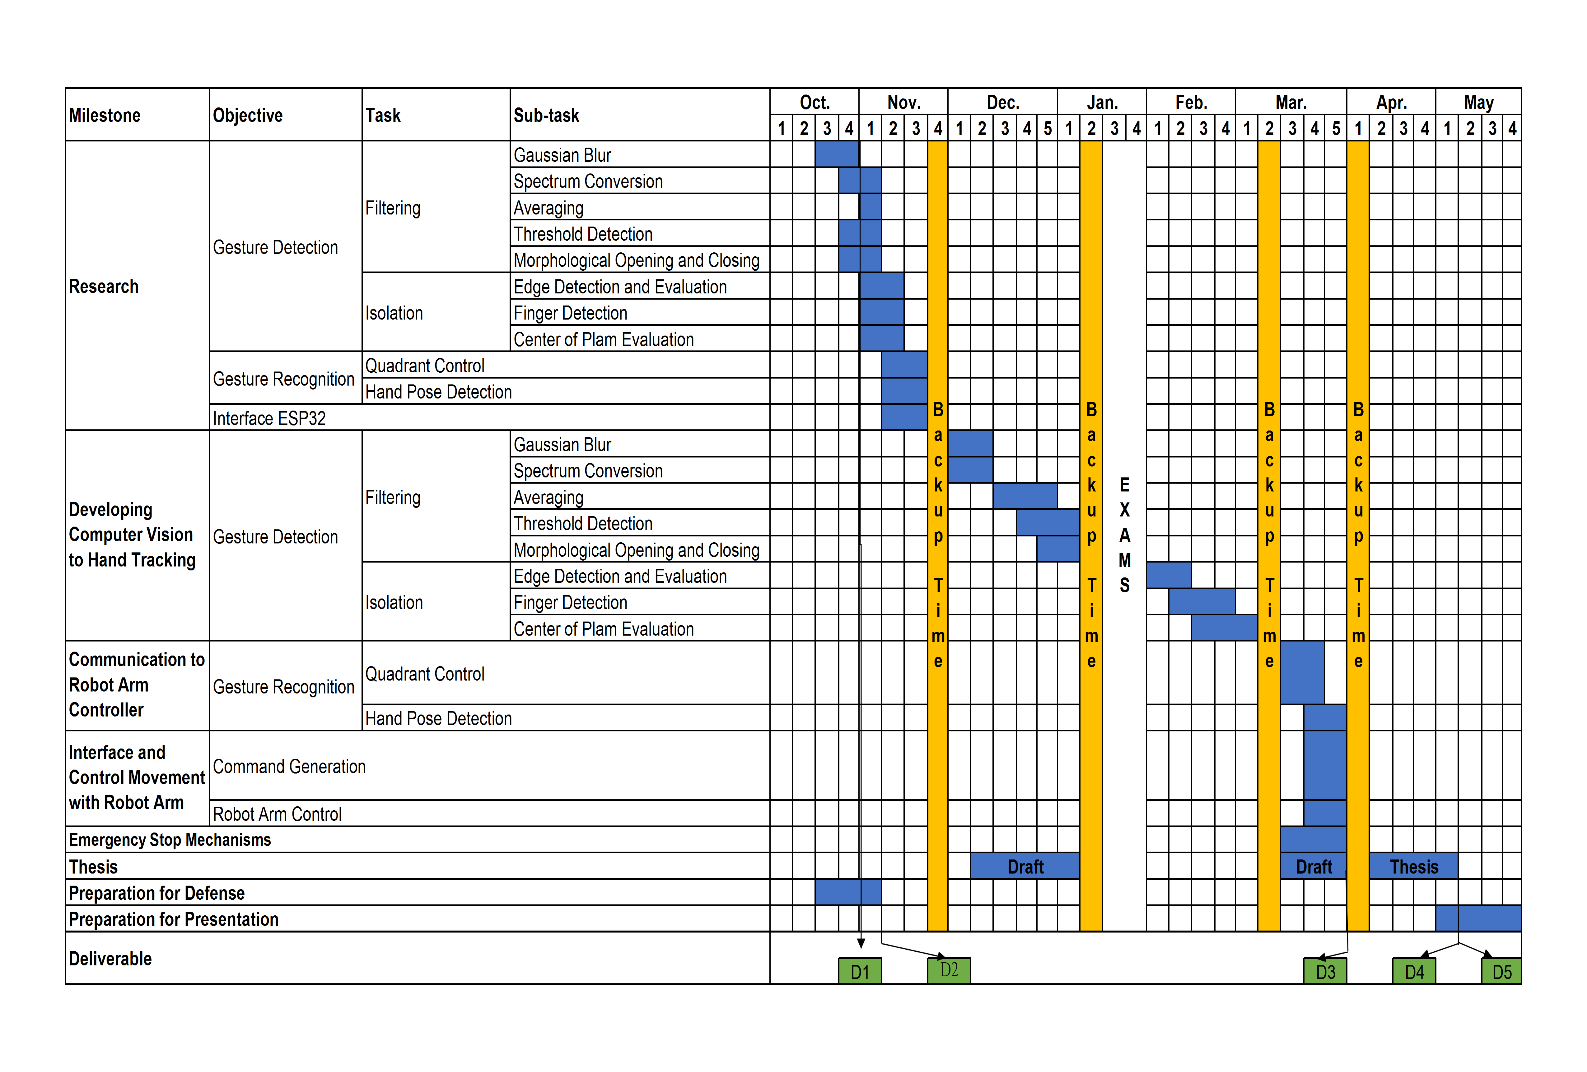 Milestone Objective Task Sub-task Oct. Nov. Dec. Jan. Feb. Mar. Apr. May
1 2 3 4 1 2 3 4 1 2 3 4 5 1 2 3 4 1 2 3 4 1 2 3 4 5 1 2 3 4 1 2 3 4
Research
Gesture Detection
Filtering
Gaussian Blur
Spectrum Conversion
Averaging
Threshold Detection
Morphological Opening and Closing
Isolation
Edge Detection and Evaluation
Finger Detection
Center of Plam Evaluation
Gesture Recognition
Quadrant Control
Hand Pose Detection
Interface ESP32
Developing
Computer Vision
to Hand Tracking
Gesture Detection
Filtering
Gaussian Blur
Spectrum Conversion
Averaging
Threshold Detection
Morphological Opening and Closing
Isolation
Edge Detection and Evaluation
Finger Detection
Center of Plam Evaluation
Communication to
Robot Arm
Controller
Gesture Recognition
Quadrant Control
Hand Pose Detection
Interface and
Control Movement
with Robot Arm
Command Generation
Robot Arm Control
Emergency Stop Mechanisms
Thesis
Draft Draft Thesis
Preparation for Defense
Preparation for Presentation
Backup Time
Backup Time
EXAMS
Backup Time
Backup Time
Deliverable
D1 D2 D3 D4 D5